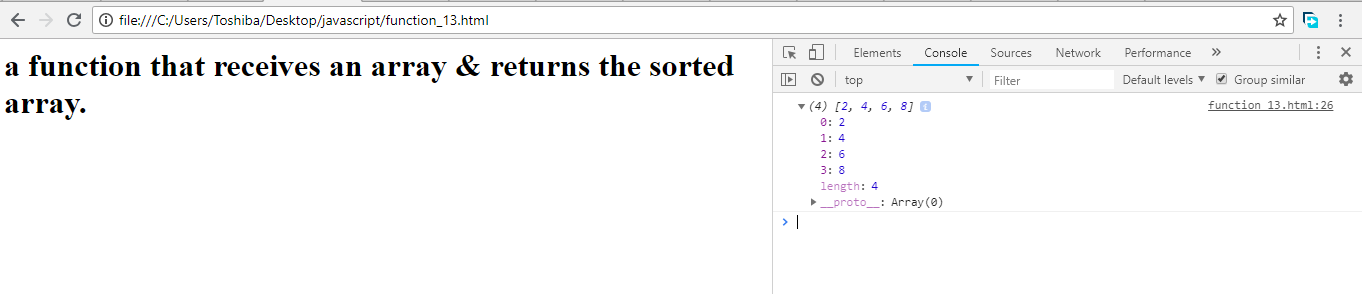 file:///C:/Users/Toshiba/Desktop/javascript/function_13.html
a function that receives an array & returns the sorted
array.
Elements Console Sources Network Performance »
top Filter Default levels Group similar
(4) [2, 4, 6, 8] i function 13.html:26
0: 2
1: 4
2: 6
3: 8
length: 4
__proto__: Array(0)
>